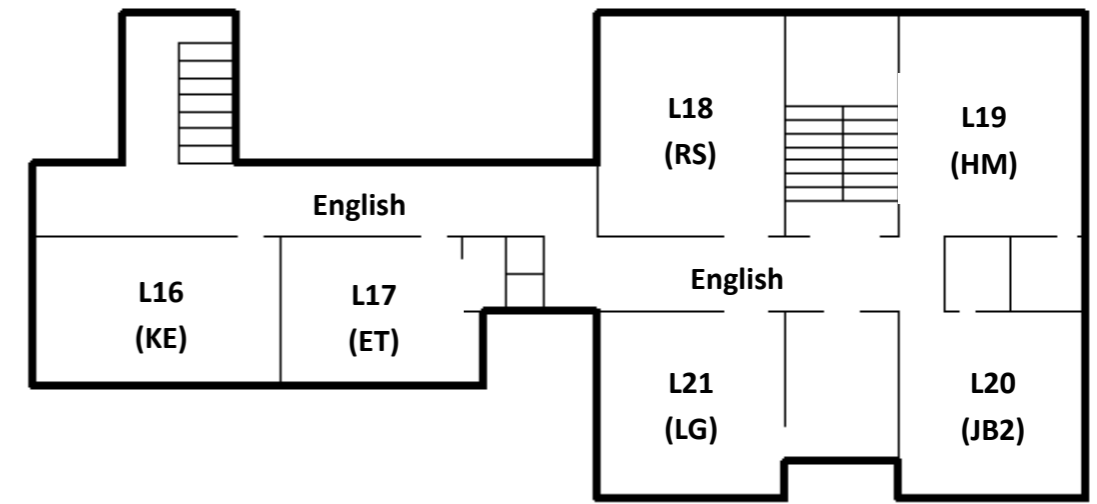 L18
(RS)
L19
(HM)
English
English
L16
(KE)
L17
(ET)
L21
(LG)
L20
(JB2)